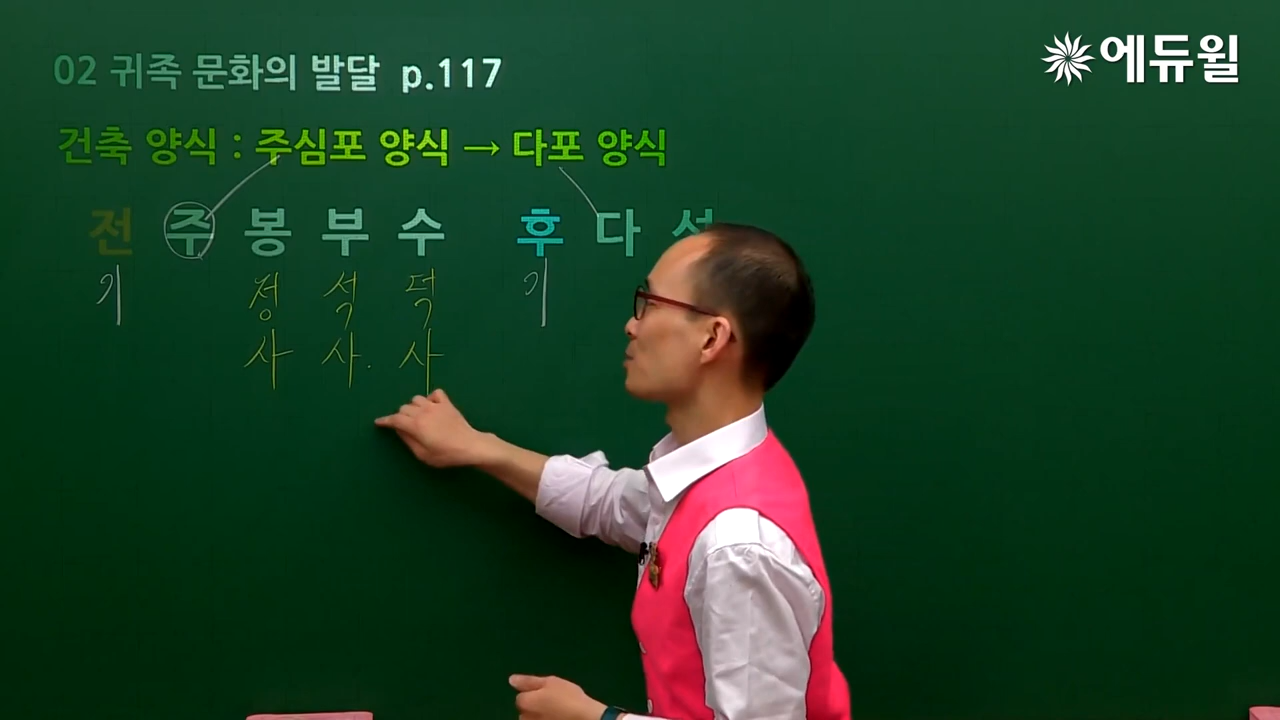 에듀윌
02 귀족 문화의 발달 p.117
건축 양식 : 주심포 양식 → 다포 양식
전 주 봉 부 수 후 다
기 정 석 덕 기
사 사. 사